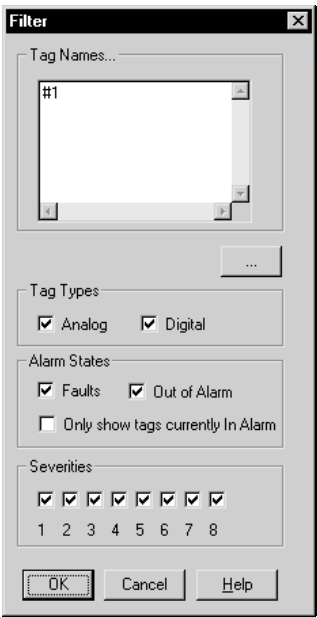 Filter
Tag Names...
#1
...
Tag Types
Analog Digital
Alarm States
Faults Out of Alarm
Only show tags currently In Alarm
Severities
1 2 3 4 5 6 7 8
OK Cancel Help